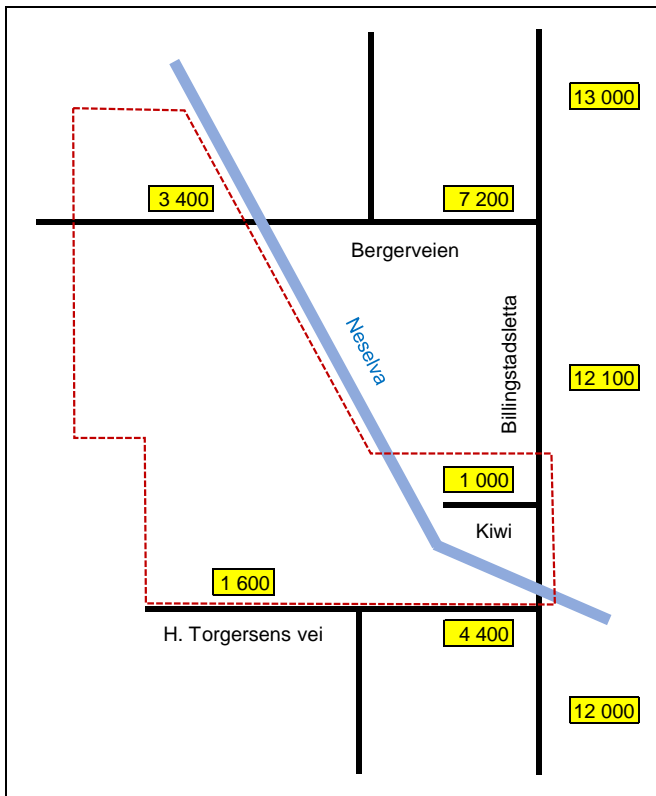 13 000
3 400
7 200
Bergerveien
Neselva
Billingstadsletta
12 100
1 000
Kiwi
1 600
H. Torgersens vei
4 400
12 000